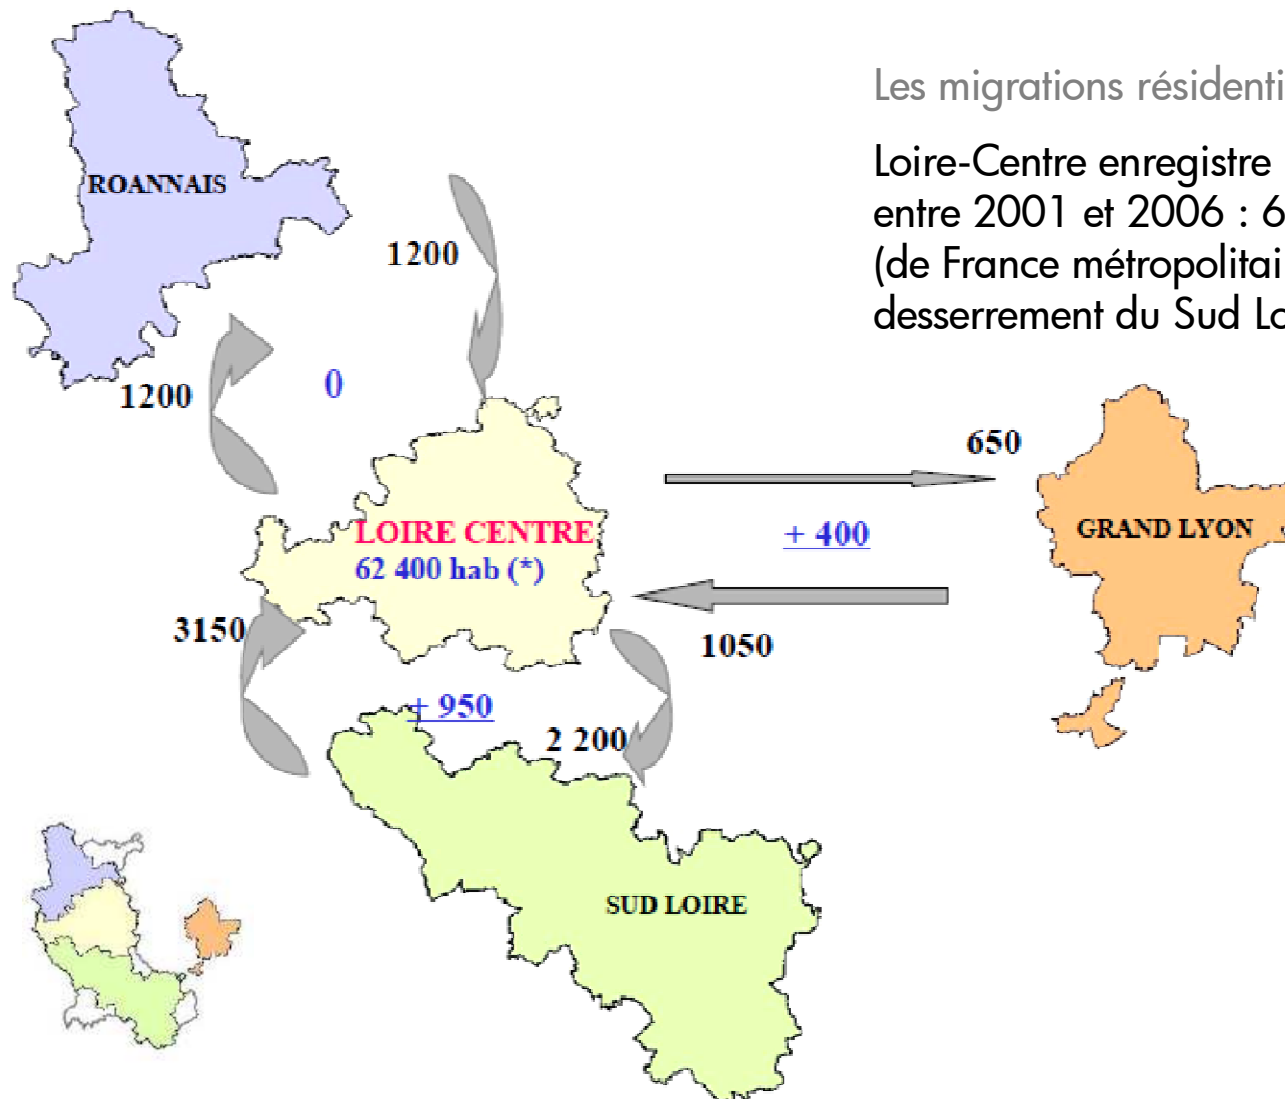 Les migrations résidenti
Loire-Centre enregistre
entre 2001 et 2006 : 6
(de France métropolitai
desserrement du Sud Lo
ROANNAIS
1200
1200
0
650
LOIRE CENTRE
62 400 hab (*)
+ 400
GRAND LYON
3150
1050
+ 950
2 200
SUD LOIRE